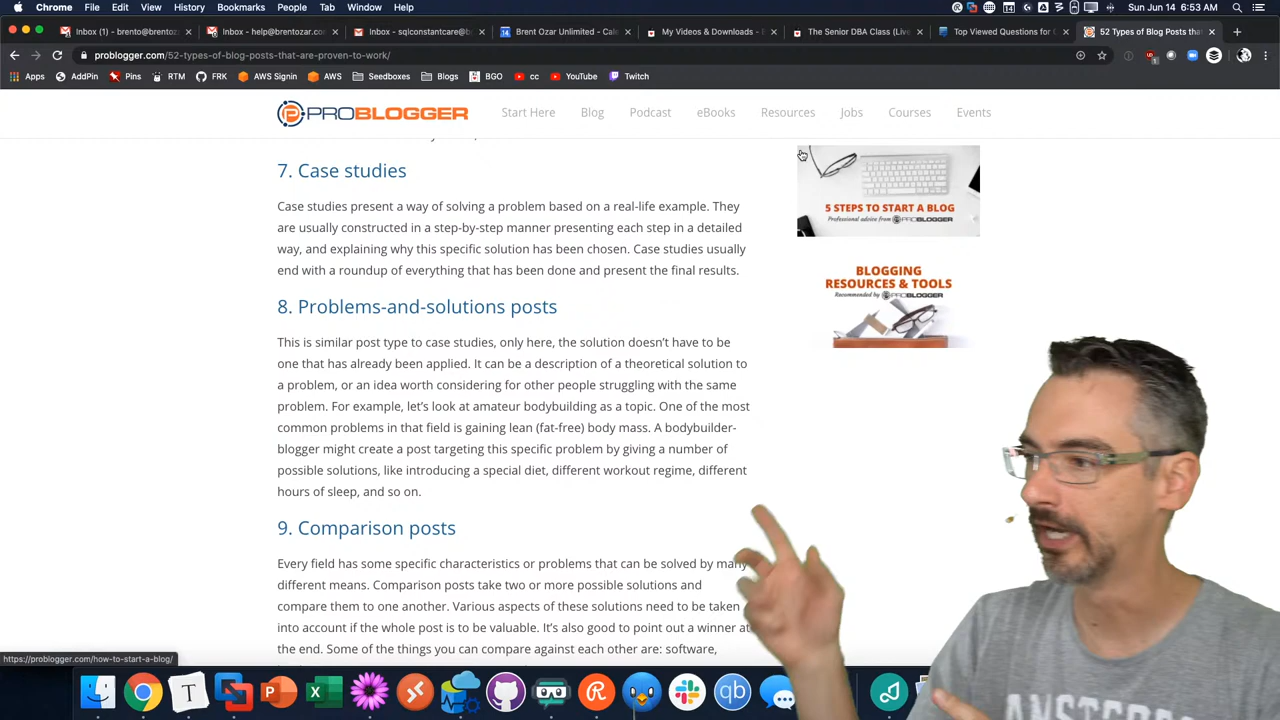 Chrome File Edit View History Bookmarks People Tab Window Help
Sun Jun 14 6:53 AM
Inbox (1) - brento@brentoz
Inbox - help@brentozar.com
Inbox - sqlconstantcare@bre
Brent Ozar Unlimited - Cale
My Videos & Downloads -
The Senior DBA Class (Live
Top Viewed Questions for C
52 Types of Blog Posts that
problogger.com/52-types-of-blog-posts-that-are-proven-to-work/
Apps AddPin Pins RTM FRK AWS Signin AWS ST Seedboxes Blogs BGO cc YouTube Twitch
PROBLOGGER
Start Here Blog Podcast eBooks Resources Jobs Courses Events
7. Case studies
Case studies present a way of solving a problem based on a real-life example. They
are usually constructed in a step-by-step manner presenting each step in a detailed
way, and explaining why this specific solution has been chosen. Case studies usually
end with a roundup of everything that has been done and present the final results.
5 STEPS TO START A BLOG
Professional advice from PROBLOGGER
BLOGGING
RESOURCES & TOOLS
Recommended by PROBLOGGER
8. Problems-and-solutions posts
This is similar post type to case studies, only here, the solution doesn't have to be
one that has already been applied. It can be a description of a theoretical solution to
a problem, or an idea worth considering for other people struggling with the same
problem. For example, let's look at amateur bodybuilding as a topic. One of the most
common problems in that field is gaining lean (fat-free) body mass. A bodybuilder-
blogger might create a post targeting this specific problem by giving a number of
possible solutions, like introducing a special diet, different workout regime, different
hours of sleep, and so on.
9. Comparison posts
Every field has some specific characteristics or problems that can be solved by many
different means. Comparison posts take two or more possible solutions and
compare them to one another. Various aspects of these solutions need to be taken
into account if the whole post is to be valuable. It's also good to point out a winner at
the end. Some of the things you can compare against each other are: software,
https://problogger.com/how-to-start-a-blog/